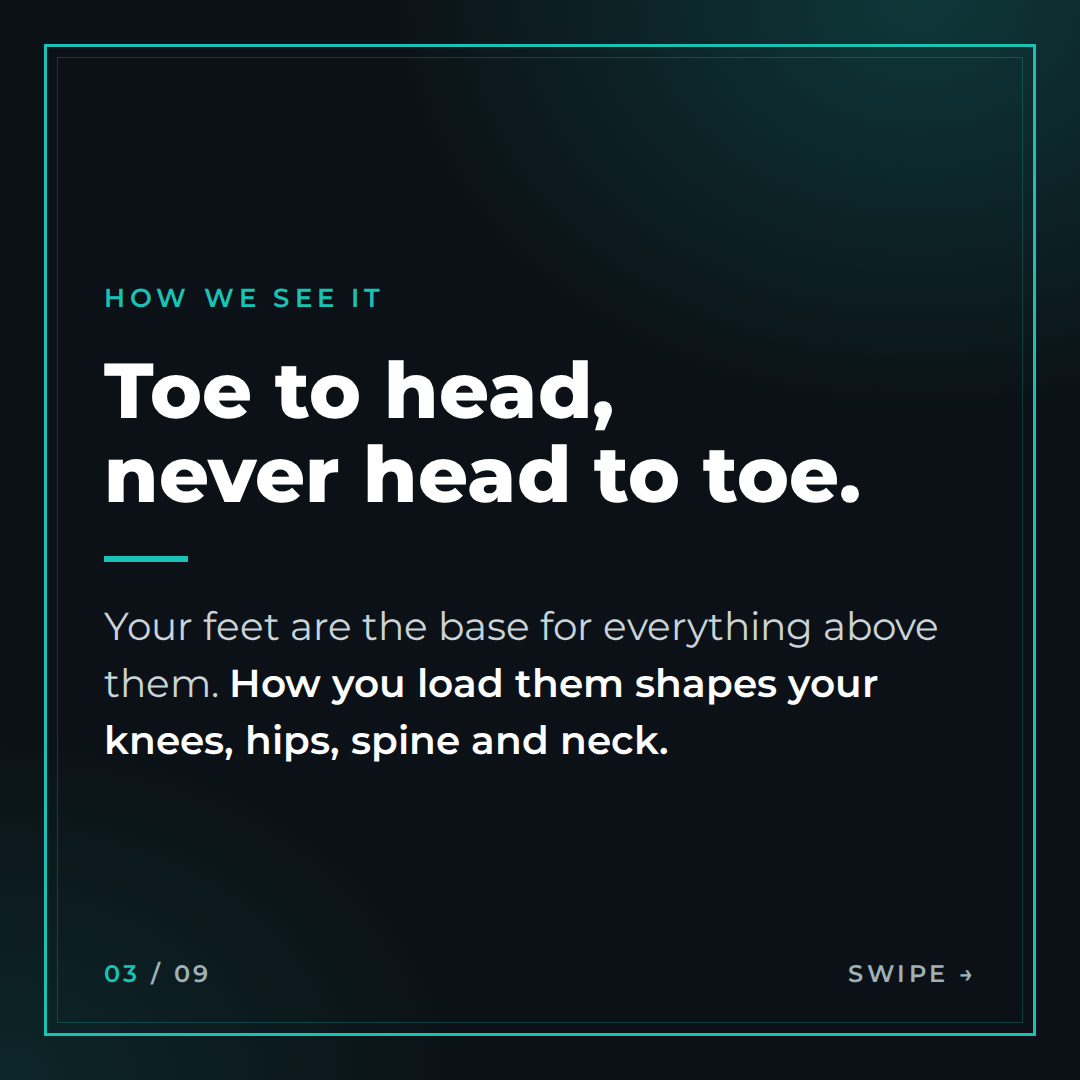 HOW WE SEE IT
Toe to head,
never head to toe.
Your feet are the base for everything above
them. How you load them shapes your
knees, hips, spine and neck.
03 / 09
SWIPE →